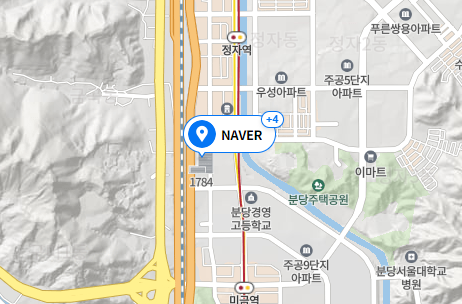 푸른쌍용아파트
정자동
정자2동
정자역
주공5단지
아파트
우성아파트
+4
NAVER
이마트
1784
분당주택공원
분당경영
고등학교
주공9단지
아파트
분당서울대학교
병원
미금역